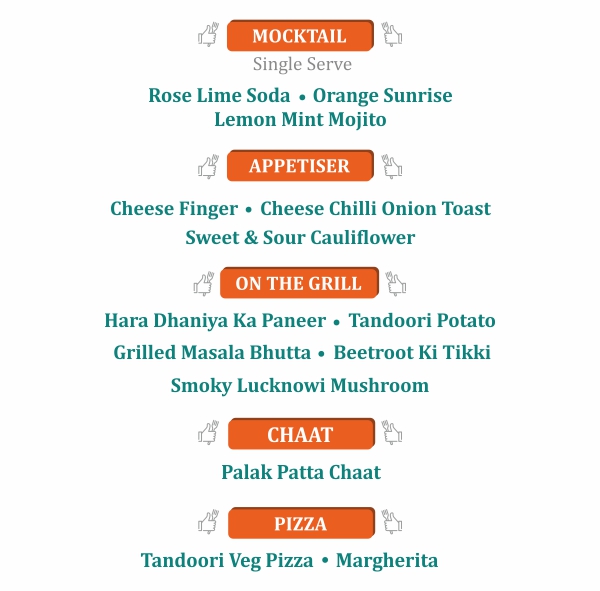 MOCKTAIL
Single Serve
Rose Lime Soda • Orange Sunrise
Lemon Mint Mojito
APPETISER
Cheese Finger • Cheese Chilli Onion Toast
Sweet & Sour Cauliflower
ON THE GRILL
Hara Dhaniya Ka Paneer • Tandoori Potato
Grilled Masala Bhutta • Beetroot Ki Tikki
Smoky Lucknowi Mushroom
CHAAT
Palak Patta Chaat
PIZZA
Tandoori Veg Pizza • Margherita